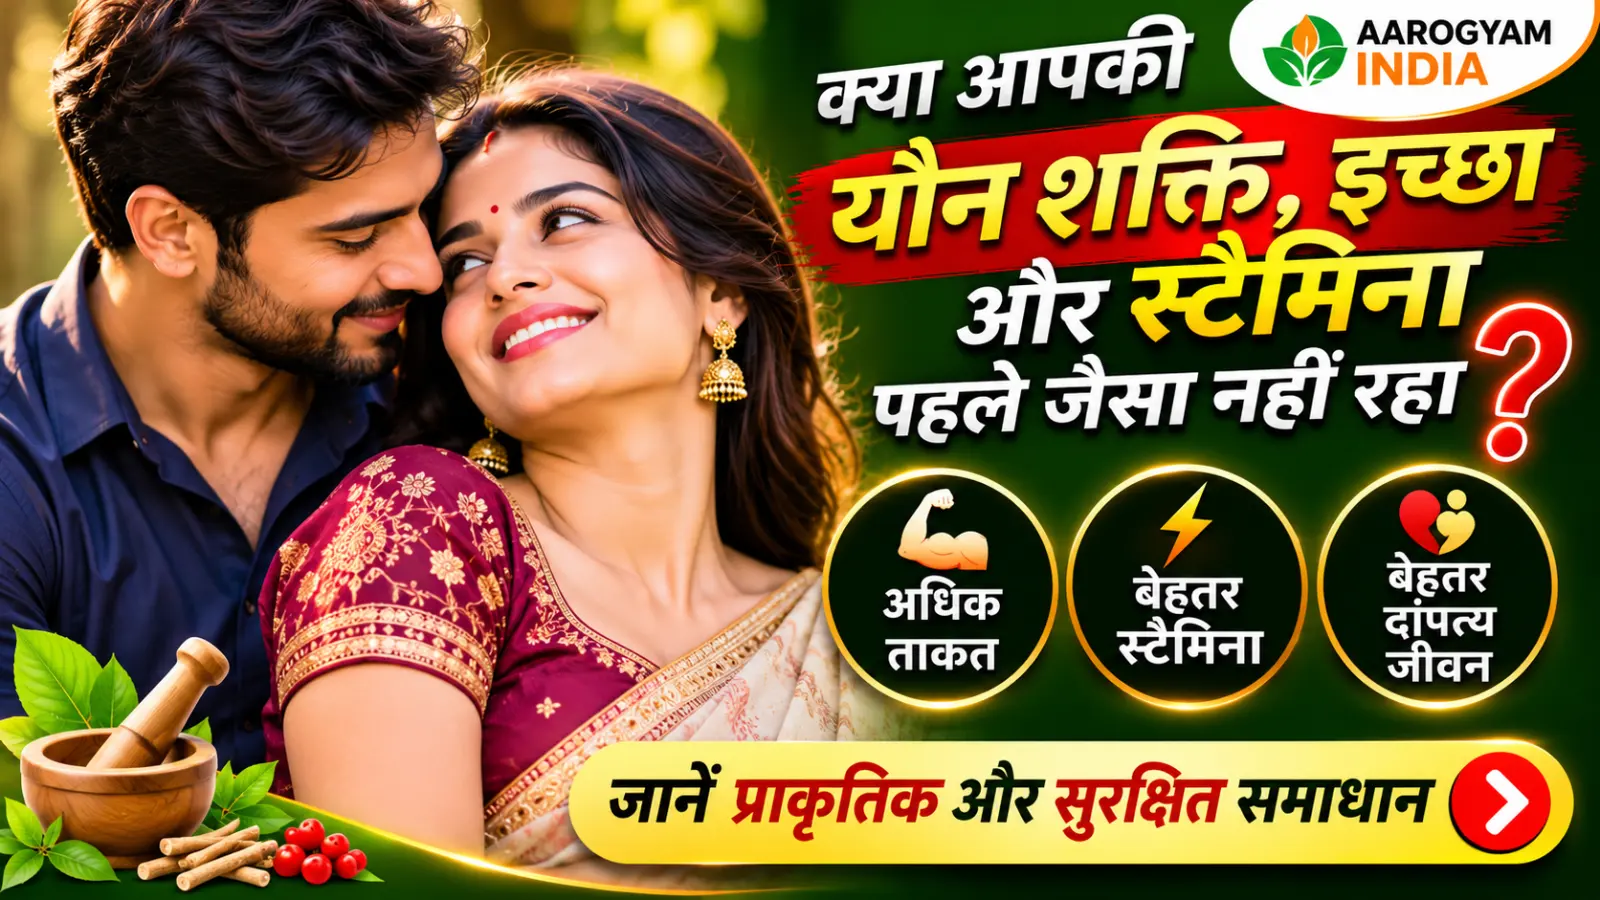 AAROGYAM
INDIA
क्या आपकी
यौन शक्ति, इच्छा
और स्टैमिना
पहले जैसा नहीं रहा?
अधिक
ताकत
बेहतर
स्टैमिना
बेहतर
दांपत्य
जीवन
जानें प्राकृतिक और सुरक्षित समाधान